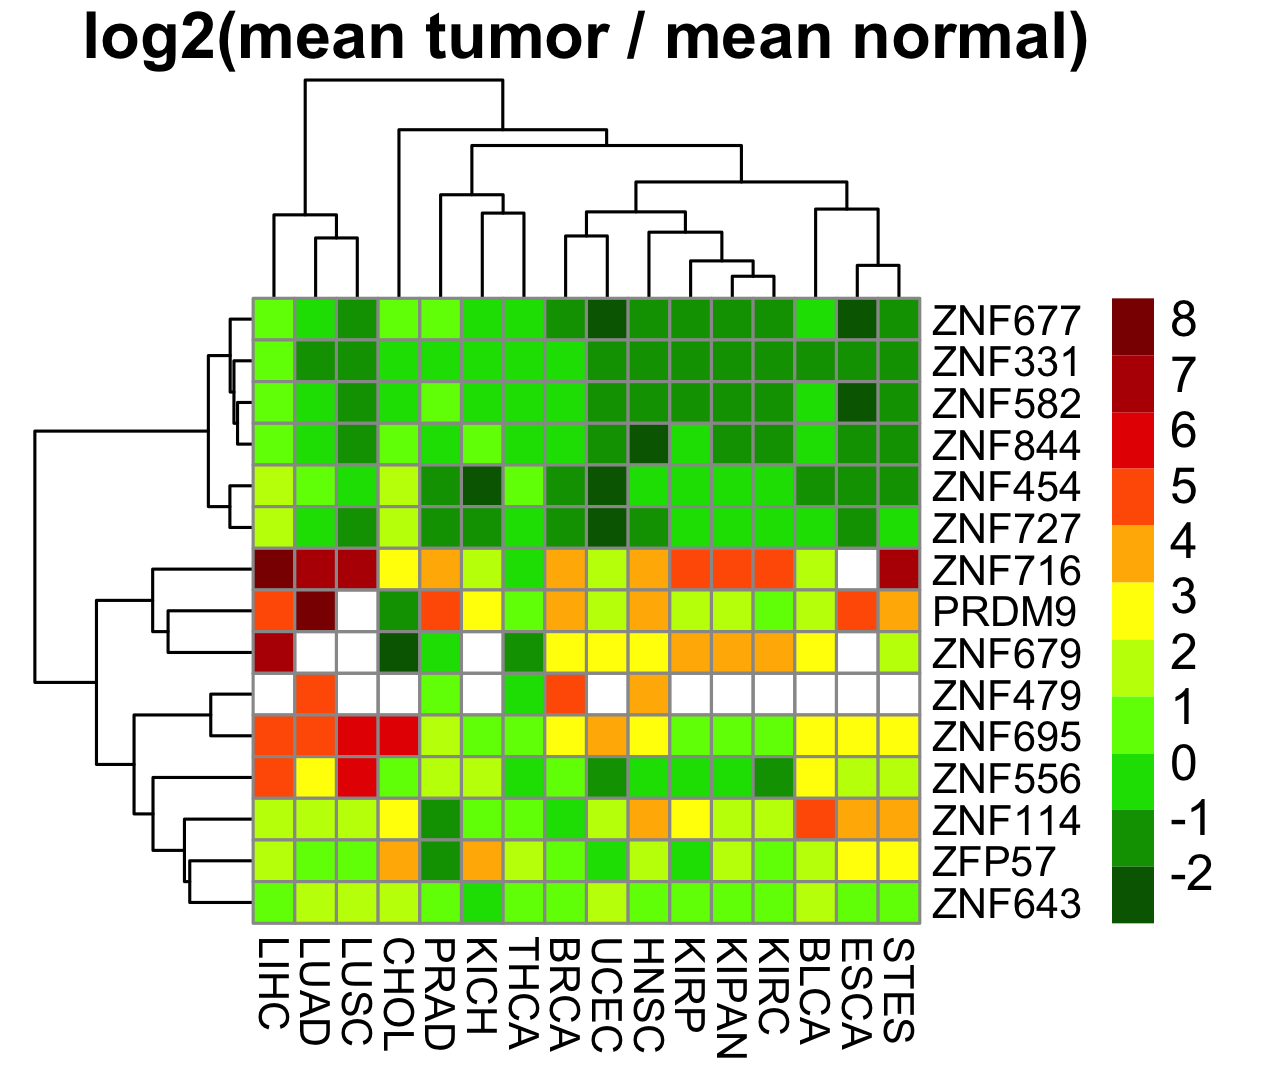 log2(mean tumor / mean normal)
ZNF677
ZNF331
ZNF582
ZNF844
ZNF454
ZNF727
ZNF716
PRDM9
ZNF679
ZNF479
ZNF695
ZNF556
ZNF114
ZFP57
ZNF643
8
7
6
5
4
3
2
1
0
-1
-2
LIHC
LUAD
LUSC
CHOL
PRAD
KICH
THCA
BRCA
UCEC
HNSC
KIRP
KIPAN
KIRC
BLCA
ESCA
STES